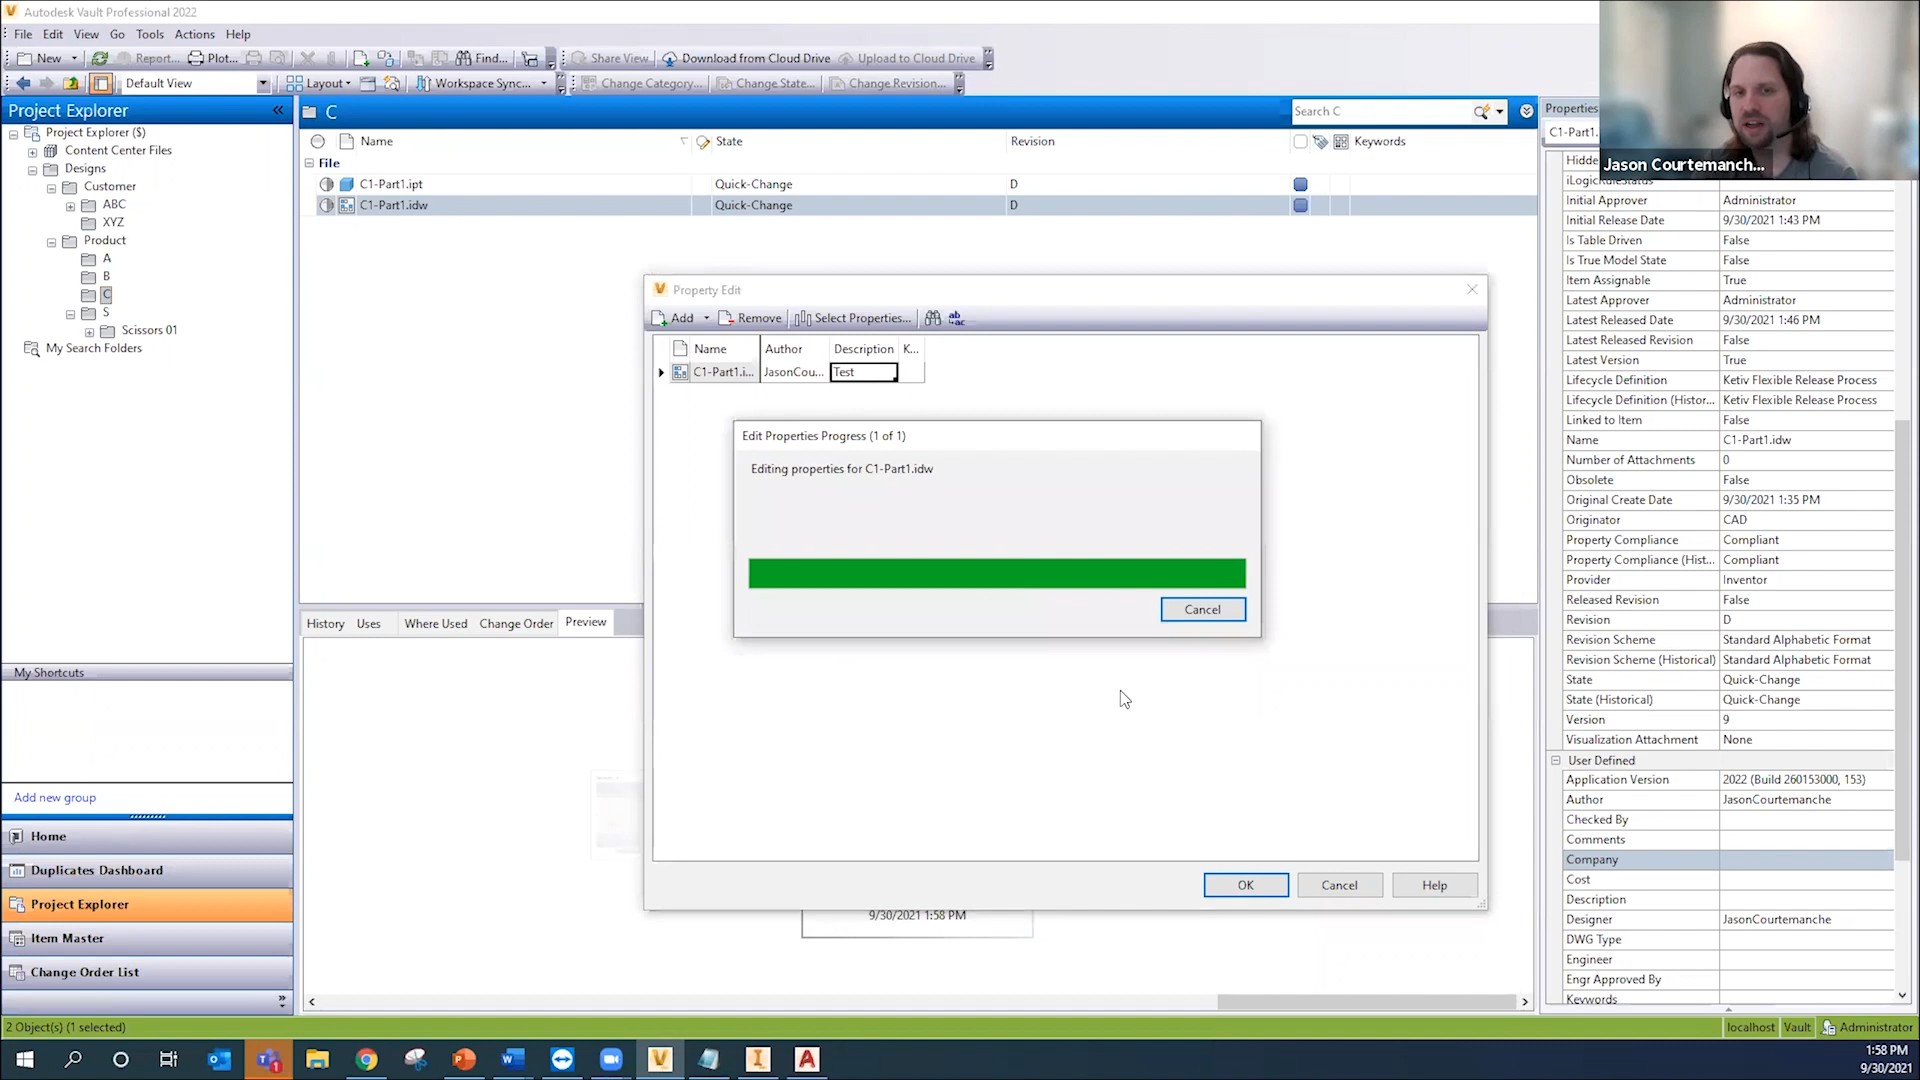 Autodesk Vault Professional 2022
File Edit View Go Tools Actions Help
New Report... Plot... Find... Share View Download from Cloud Drive Upload to Cloud Drive
Default View Layout Workspace Sync... Change Category... Change State... Change Revision...
Project Explorer
Project Explorer ($)
Content Center Files
Designs
Customer
ABC
XYZ
Product
A
B
C
S
Scissors 01
My Search Folders
My Shortcuts
Add new group
Home
Duplicates Dashboard
Project Explorer
Item Master
Change Order List
C
Search C
Name State Revision Keywords
File
C1-Part1.ipt Quick-Change D
C1-Part1.idw Quick-Change D
Property Edit
Add Remove Select Properties...
Name Author Description K...
C1-Part1.i... JasonCou... Test
Edit Properties Progress (1 of 1)
Editing properties for C1-Part1.idw
Cancel
OK Cancel Help
History Uses Where Used Change Order Preview
9/30/2021 1:58 PM
Jason Courtemanch...
Properties
C1-Part1.
Hidde
iLogicRuleStatus
Initial Approver Administrator
Initial Release Date 9/30/2021 1:43 PM
Is Table Driven False
Is True Model State False
Item Assignable True
Latest Approver Administrator
Latest Released Date 9/30/2021 1:46 PM
Latest Released Revision False
Latest Version True
Lifecycle Definition Ketiv Flexible Release Process
Lifecycle Definition (Histor... Ketiv Flexible Release Process
Linked to Item False
Name C1-Part1.idw
Number of Attachments 0
Obsolete False
Original Create Date 9/30/2021 1:35 PM
Originator CAD
Property Compliance Compliant
Property Compliance (Hist... Compliant
Provider Inventor
Released Revision False
Revision D
Revision Scheme Standard Alphabetic Format
Revision Scheme (Historical) Standard Alphabetic Format
State Quick-Change
State (Historical) Quick-Change
Version 9
Visualization Attachment None
User Defined
Application Version 2022 (Build 260153000, 153)
Author JasonCourtemanche
Checked By
Comments
Company
Cost
Description
Designer JasonCourtemanche
DWG Type
Engineer
Engr Approved By
Keywords
2 Object(s) (1 selected)
localhost Vault Administrator
1:58 PM
9/30/2021